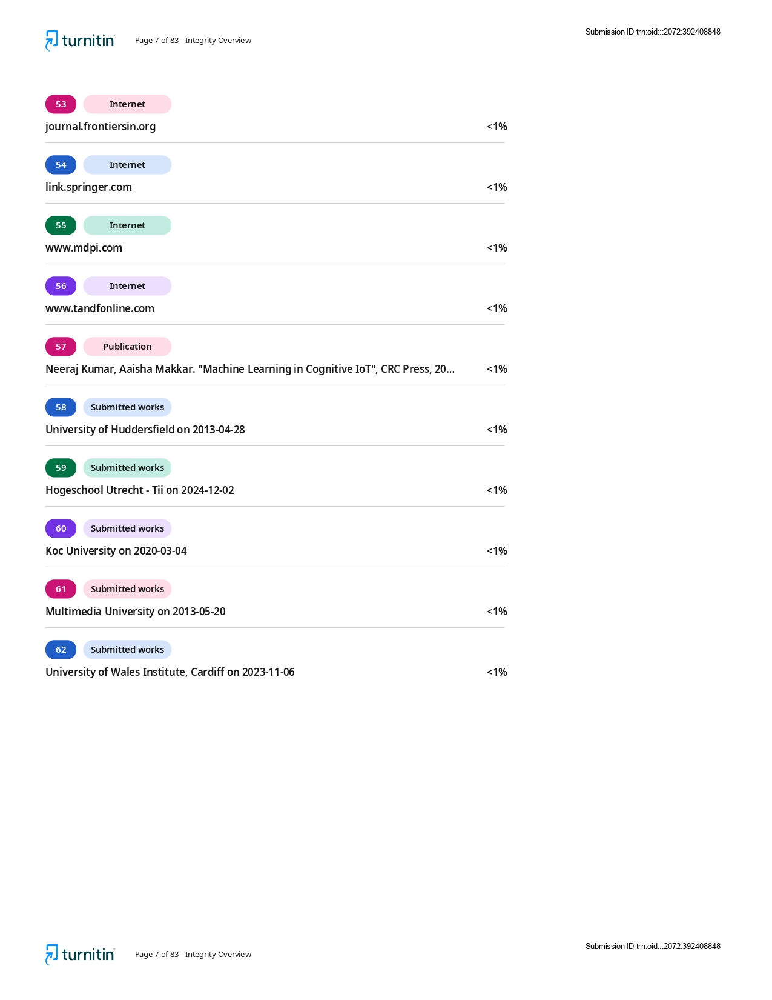 turnitin
Page 7 of 83 - Integrity Overview
Submission ID trn:oid:::2072:392408848
53 Internet
journal.frontiersin.org <1%
54 Internet
link.springer.com <1%
55 Internet
www.mdpi.com <1%
56 Internet
www.tandfonline.com <1%
57 Publication
Neeraj Kumar, Aaisha Makkar. "Machine Learning in Cognitive IoT", CRC Press, 20... <1%
58 Submitted works
University of Huddersfield on 2013-04-28 <1%
59 Submitted works
Hogeschool Utrecht - Tii on 2024-12-02 <1%
60 Submitted works
Koc University on 2020-03-04 <1%
61 Submitted works
Multimedia University on 2013-05-20 <1%
62 Submitted works
University of Wales Institute, Cardiff on 2023-11-06 <1%
turnitin
Page 7 of 83 - Integrity Overview
Submission ID trn:oid:::2072:392408848